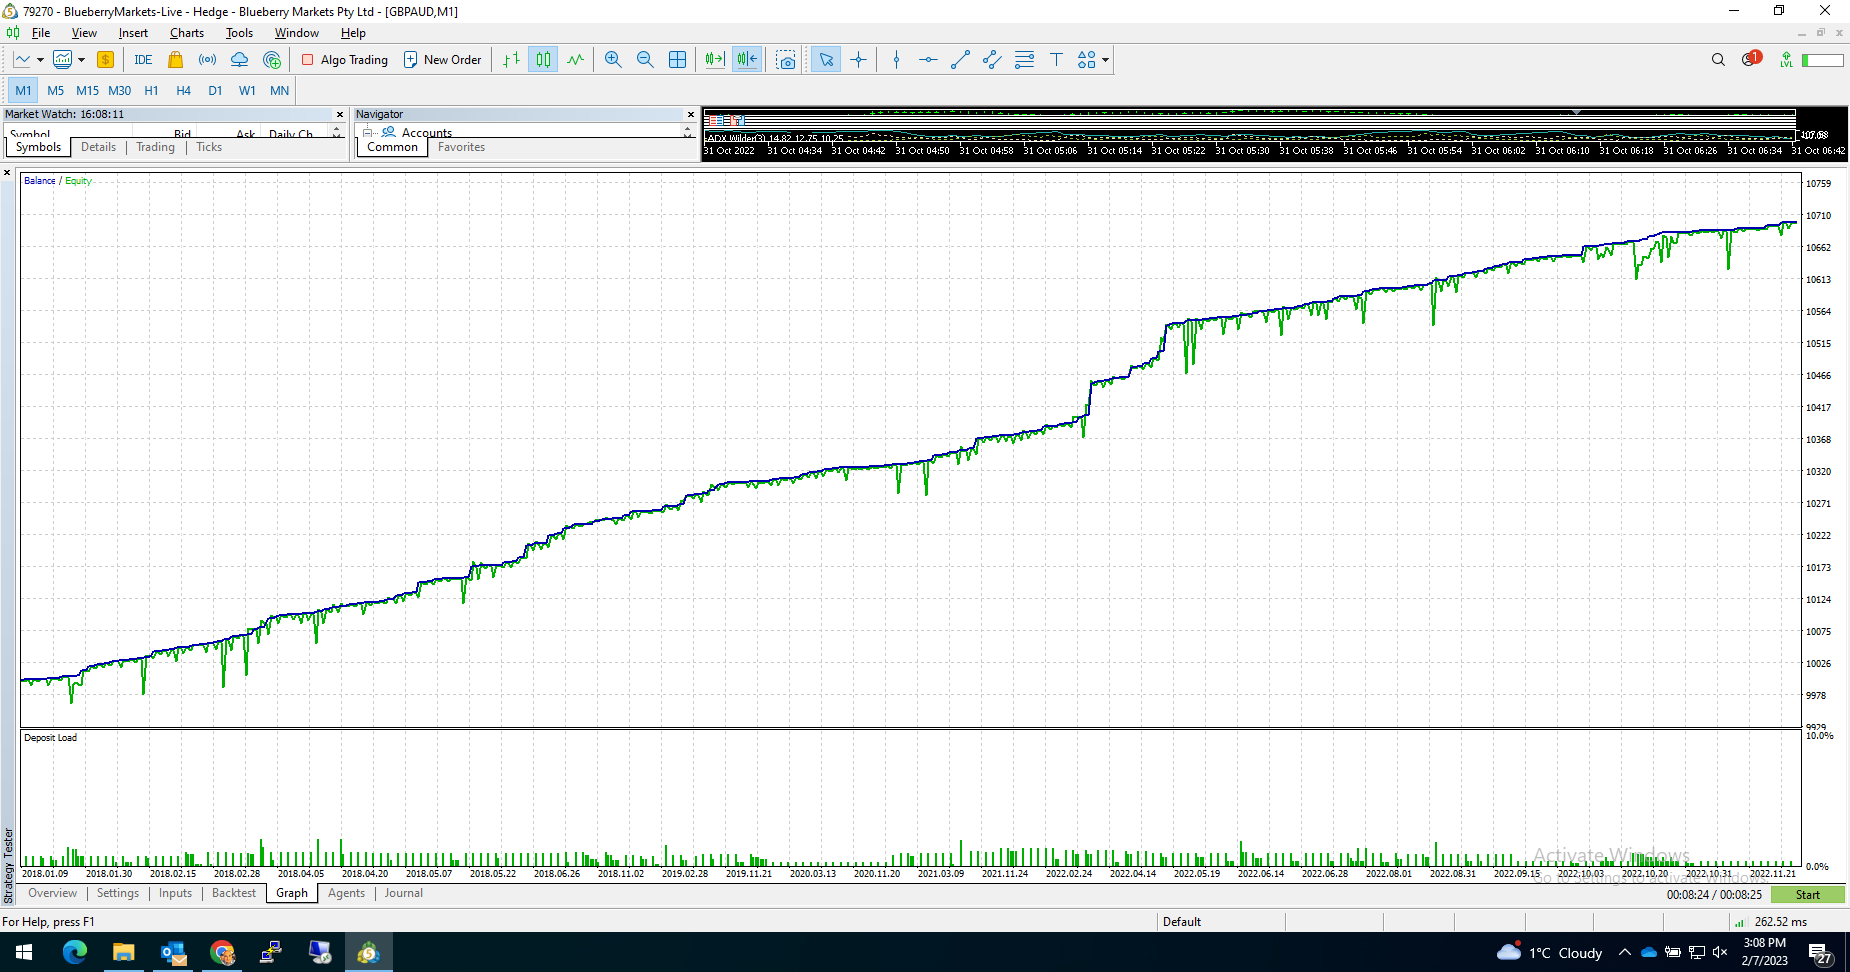 79270 - BlueberryMarkets-Live - Hedge - Blueberry Markets Pty Ltd - [GBPAUD,M1]
File View Insert Charts Tools Window Help
IDE Algo Trading New Order 1 LVL
M1 M5 M15 M30 H1 H4 D1 W1 MN
Market Watch: 16:08:11 Navigator
Symbol Bid Ask Daily Ch... Accounts
Symbols Details Trading Ticks Common Favorites
ADX Wilder(3) 14.82 12.75 10.25
31 Oct 2022 31 Oct 04:34 31 Oct 04:42 31 Oct 04:50 31 Oct 04:58 31 Oct 05:06 31 Oct 05:14 31 Oct 05:22 31 Oct 05:30 31 Oct 05:38 31 Oct 05:46 31 Oct 05:54 31 Oct 06:02 31 Oct 06:10 31 Oct 06:18 31 Oct 06:26 31 Oct 06:34 31 Oct 06:42
Balance / Equity
10759
10710
10662
10613
10564
10515
10466
10417
10368
10320
10271
10222
10173
10124
10075
10026
9978
9929
Deposit Load
10.0%
0.0%
2018.01.09 2018.01.30 2018.02.15 2018.02.28 2018.04.05 2018.04.20 2018.05.07 2018.05.22 2018.06.26 2018.11.02 2019.02.28 2019.11.21 2020.03.13 2020.11.20 2021.03.09 2021.11.24 2022.02.24 2022.04.14 2022.05.19 2022.06.14 2022.06.28 2022.08.01 2022.08.31 2022.09.15 2022.10.03 2022.10.20 2022.10.31 2022.11.21
Activate Windows
Go to Settings to activate Windows.
Strategy Tester
Overview Settings Inputs Backtest Graph Agents Journal
00:08:24 / 00:08:25 Start
For Help, press F1 Default 262.52 ms
1°C Cloudy
3:08 PM
2/7/2023
27